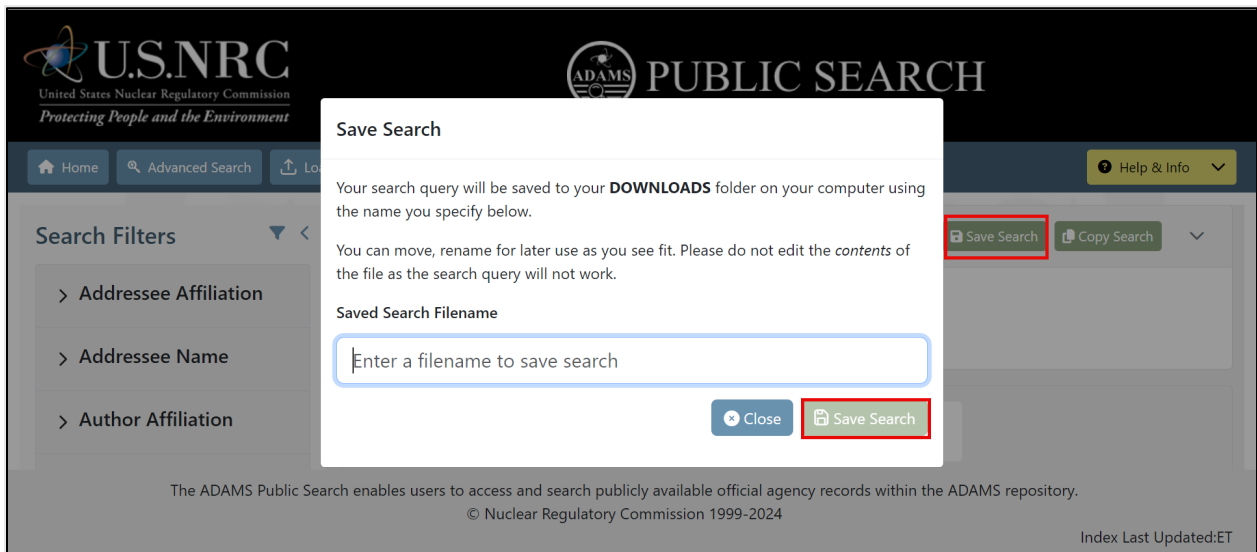 U.S.NRC
United States Nuclear Regulatory Commission
Protecting People and the Environment
ADAMS PUBLIC SEARCH
Home
Advanced Search
Help & Info
Save Search
Your search query will be saved to your DOWNLOADS folder on your computer using
the name you specify below.
You can move, rename for later use as you see fit. Please do not edit the contents of
the file as the search query will not work.
Saved Search Filename
Enter a filename to save search
Close
Save Search
Search Filters
Save Search
Copy Search
Addressee Affiliation
Addressee Name
Author Affiliation
The ADAMS Public Search enables users to access and search publicly available official agency records within the ADAMS repository.
© Nuclear Regulatory Commission 1999-2024
Index Last Updated:ET